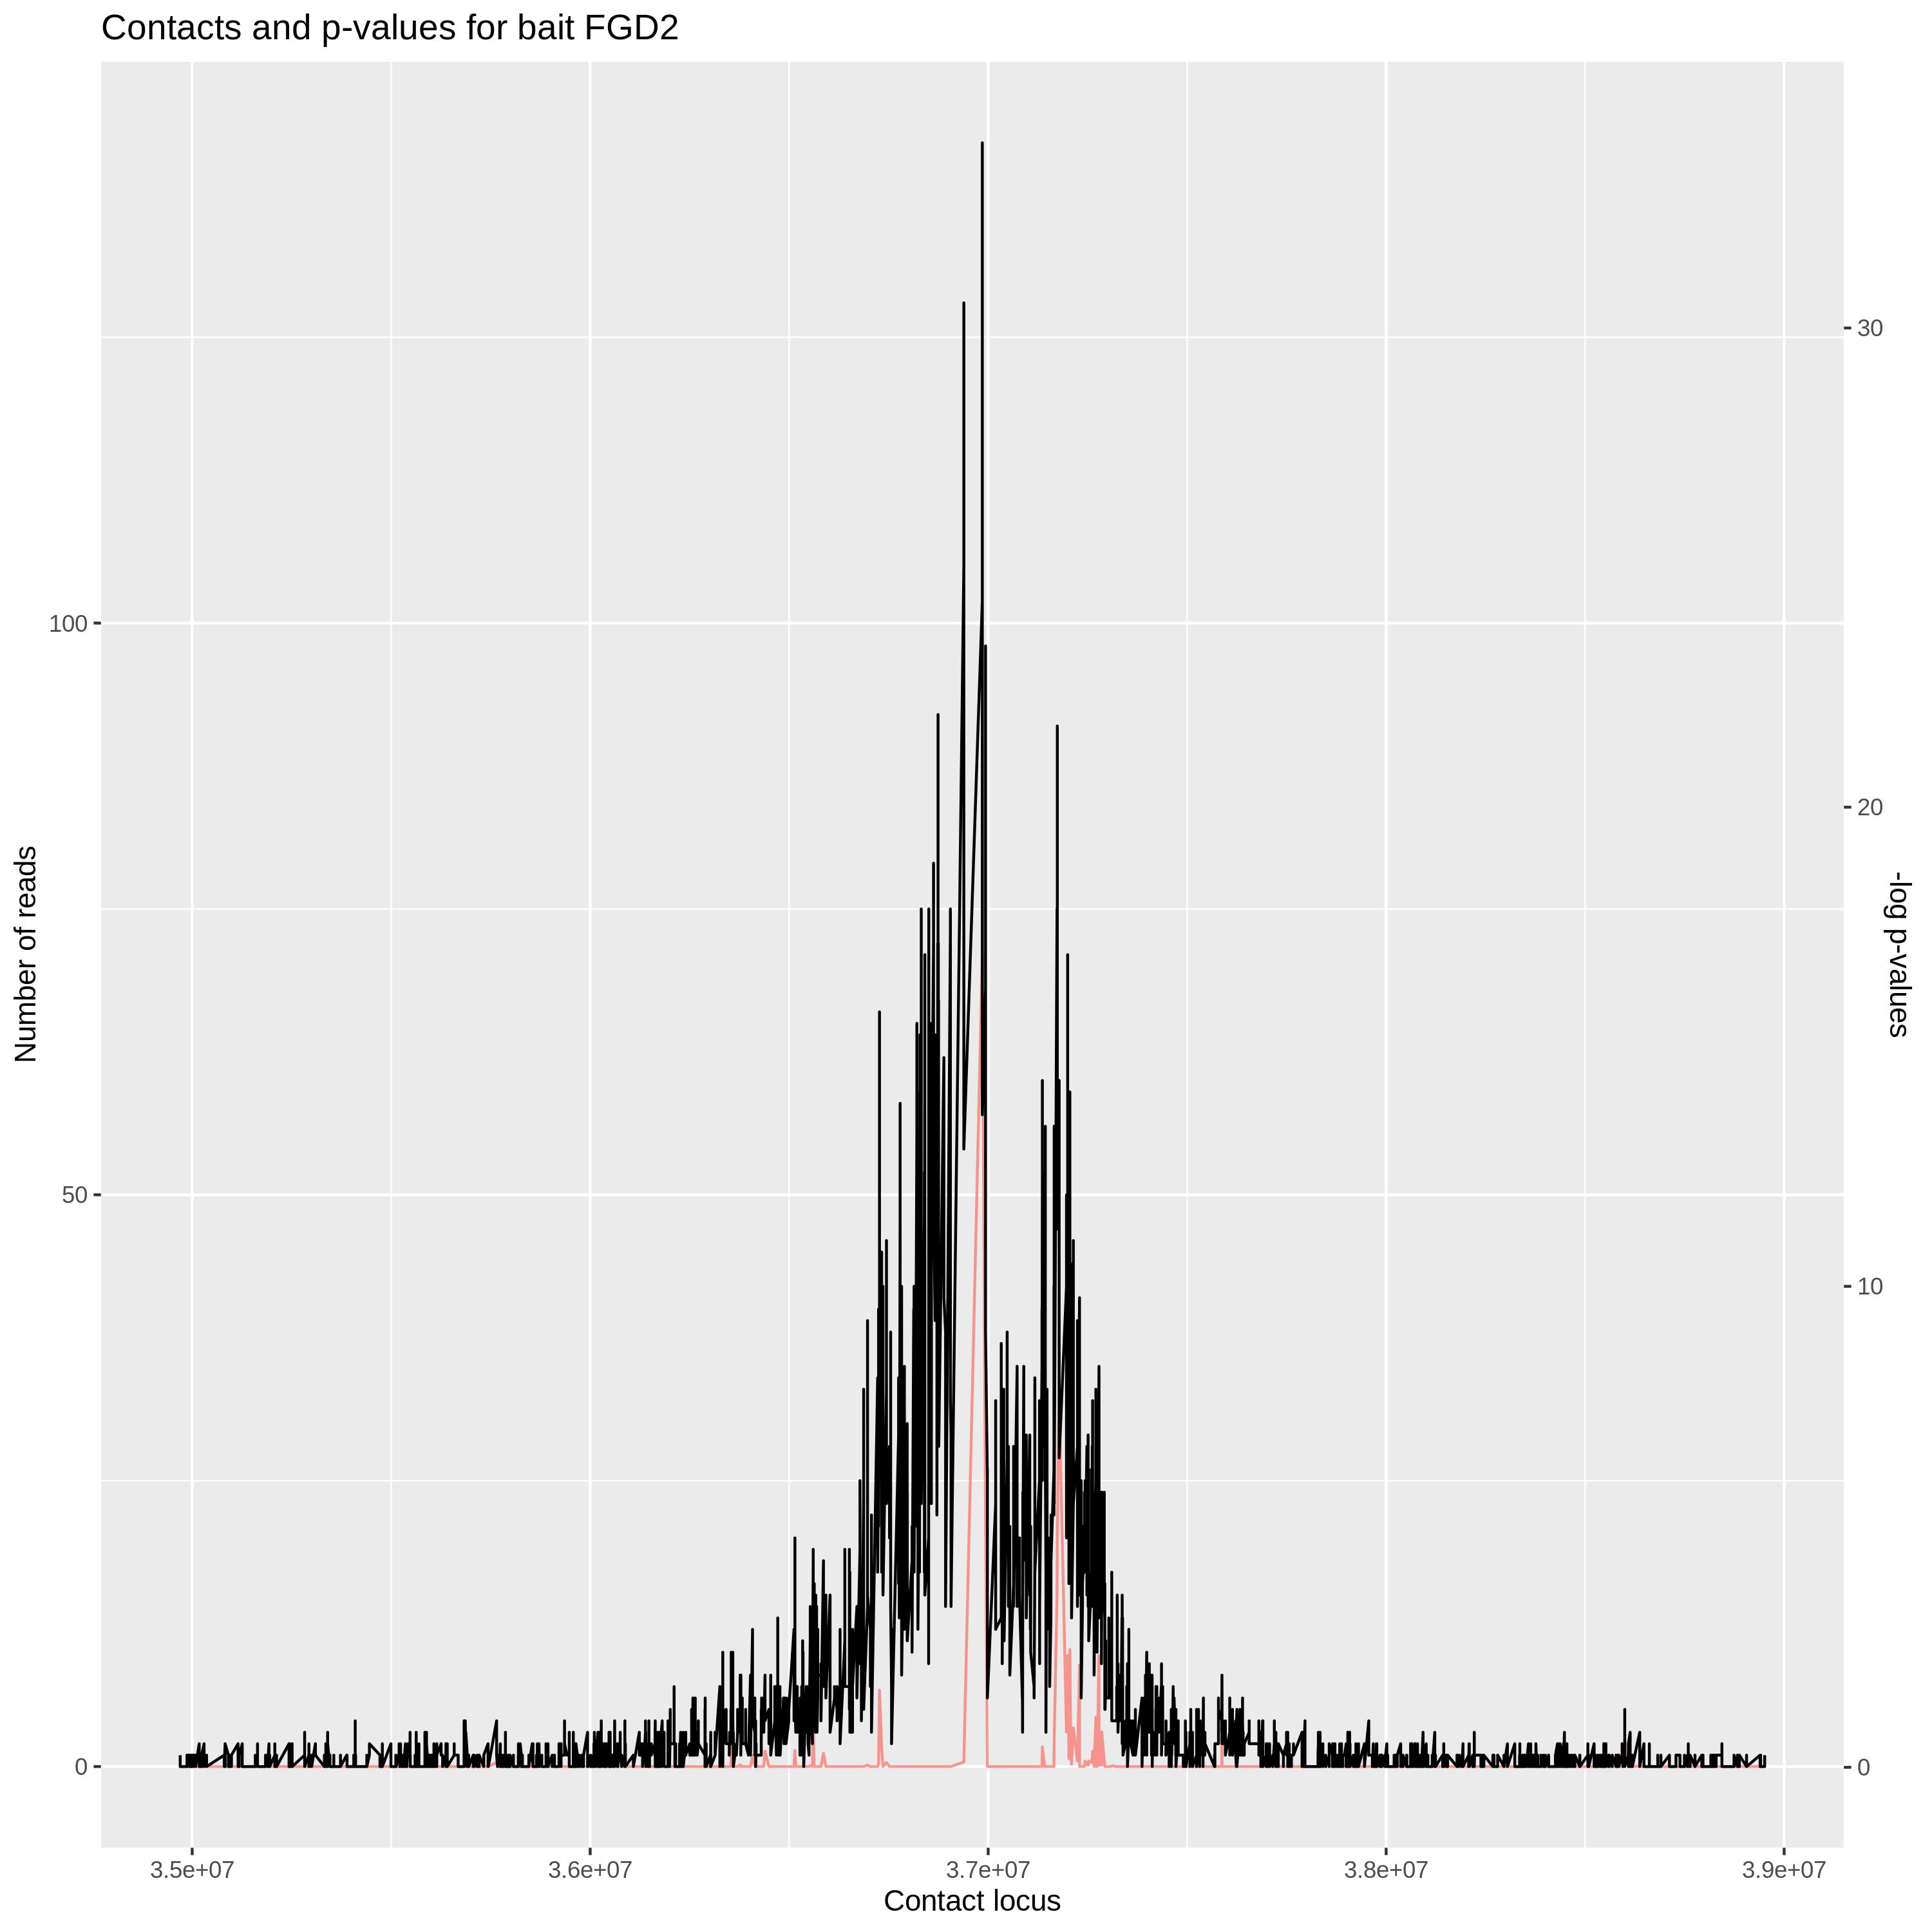 Contacts and p-values for bait FGD2
Number of reads
100
50
0
30
20
10
0
-log p-values
3.5e+07 3.6e+07 3.7e+07 3.8e+07 3.9e+07
Contact locus